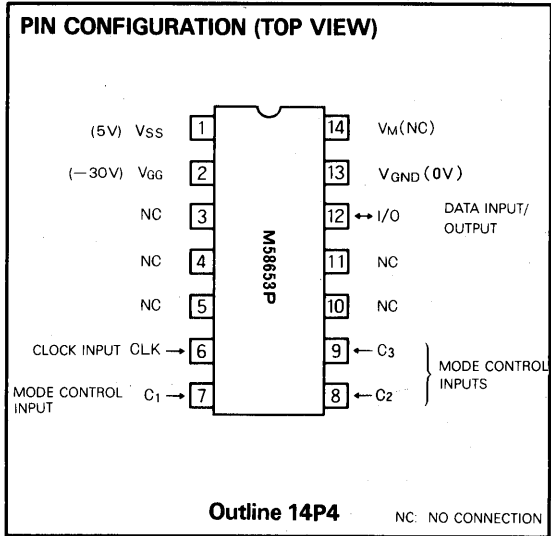 PIN CONFIGURATION (TOP VIEW)
(5V) VSS 1
14 VM(NC)
(−30V) VGG 2
13 VGND (0V)
NC 3
12 ↔ I/O DATA INPUT/
OUTPUT
NC 4
11 NC
NC 5
10 NC
M58653P
CLOCK INPUT CLK → 6
9 ← C3
MODE CONTROL
INPUTS
MODE CONTROL
INPUT
C1 → 7
8 ← C2
Outline 14P4
NC: NO CONNECTION